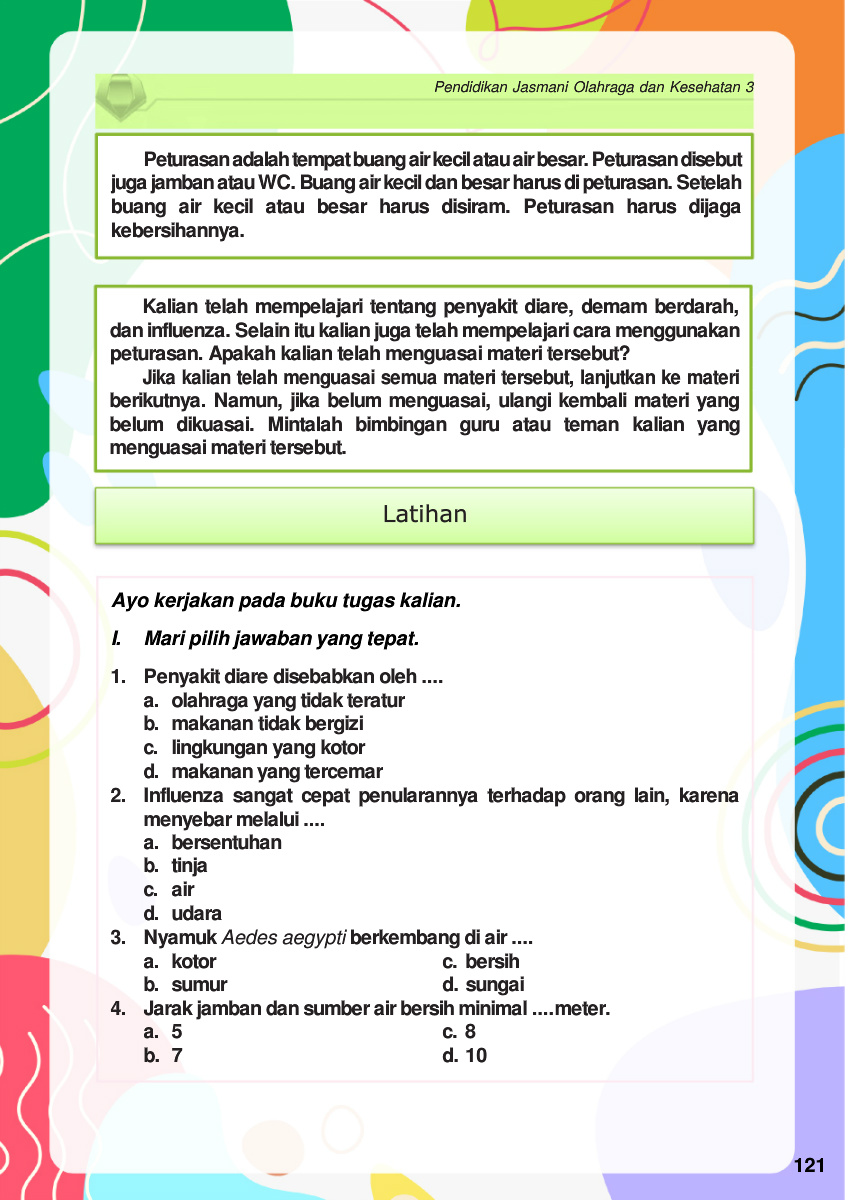 Pendidikan Jasmani Olahraga dan Kesehatan 3
Peturasan adalah tempat buang air kecil atau air besar. Peturasan disebut
juga jamban atau WC. Buang air kecil dan besar harus di peturasan. Setelah
buang air kecil atau besar harus disiram. Peturasan harus dijaga
kebersihannya.
Kalian telah mempelajari tentang penyakit diare, demam berdarah,
dan influenza. Selain itu kalian juga telah mempelajari cara menggunakan
peturasan. Apakah kalian telah menguasai materi tersebut?
Jika kalian telah menguasai semua materi tersebut, lanjutkan ke materi
berikutnya. Namun, jika belum menguasai, ulangi kembali materi yang
belum dikuasai. Mintalah bimbingan guru atau teman kalian yang
menguasai materi tersebut.
Latihan
Ayo kerjakan pada buku tugas kalian.
I. Mari pilih jawaban yang tepat.
1. Penyakit diare disebabkan oleh ....
a. olahraga yang tidak teratur
b. makanan tidak bergizi
c. lingkungan yang kotor
d. makanan yang tercemar
2. Influenza sangat cepat penularannya terhadap orang lain, karena
menyebar melalui ....
a. bersentuhan
b. tinja
c. air
d. udara
3. Nyamuk Aedes aegypti berkembang di air ....
a. kotor c. bersih
b. sumur d. sungai
4. Jarak jamban dan sumber air bersih minimal ....meter.
a. 5 c. 8
b. 7 d. 10
121